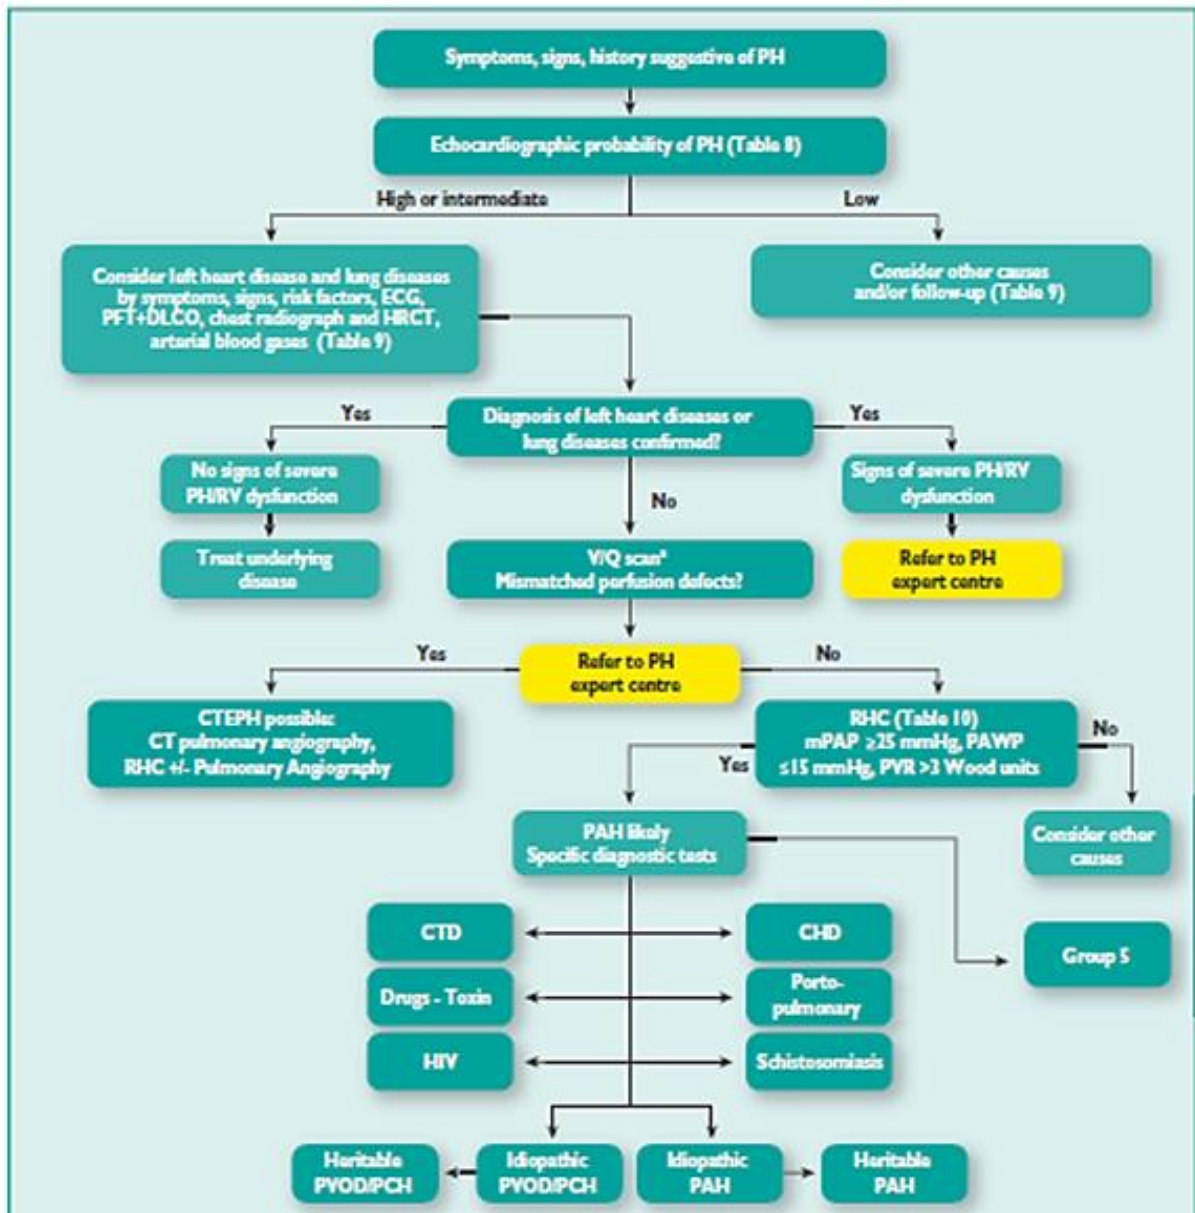 Symptoms, signs, history suggestive of PH
Echocardiographic probability of PH (Table 8)
High or intermediate
Low
Consider left heart disease and lung diseases
by symptoms, signs, risk factors, ECG,
PFT+DLCO, chest radiograph and HRCT,
arterial blood gases (Table 9)
Consider other causes
and/or follow-up (Table 9)
Yes
Diagnosis of left heart diseases or
lung diseases confirmed?
Yes
No signs of severe
PH/RV dysfunction
Signs of severe PH/RV
dysfunction
No
Treat underlying
disease
V/Q scanª
Mismatched perfusion defects?
Refer to PH
expert centre
Yes
Refer to PH
expert centre
No
CTEPH possible:
CT pulmonary angiography,
RHC +/- Pulmonary Angiography
RHC (Table 10)
mPAP ≥25 mmHg, PAWP
≤15 mmHg, PVR >3 Wood units
No
Yes
PAH likely
Specific diagnostic tests
Consider other
causes
CTD
CHD
Group 5
Drugs - Toxin
Porto-
pulmonary
HIV
Schistosomiasis
Heritable
PVOD/PCH
Idiopathic
PVOD/PCH
Idiopathic
PAH
Heritable
PAH